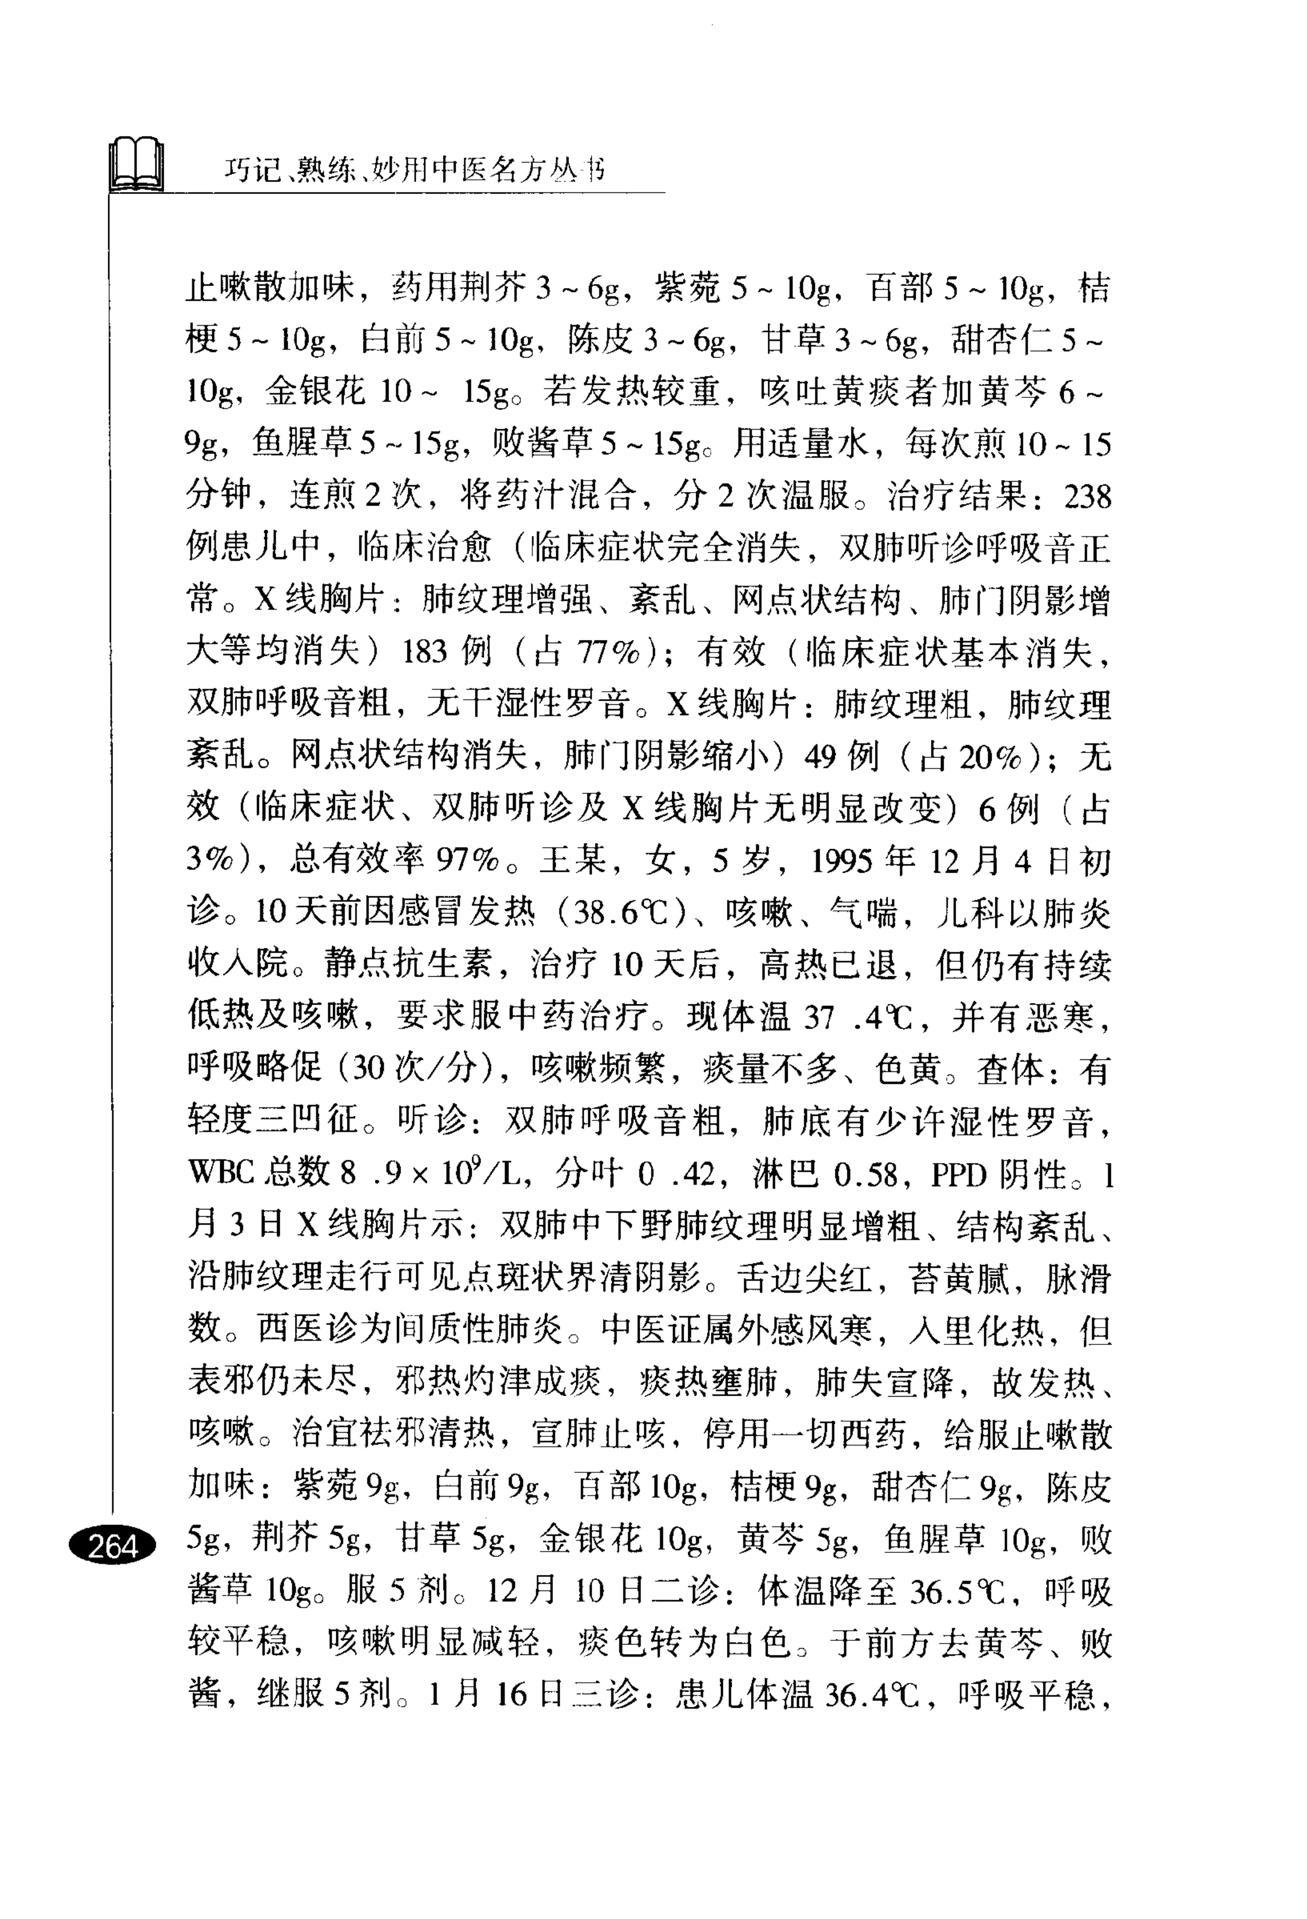 巧记、熟练、妙用中医名方丛书
止嗽散加味，药用荆芥 3～6g，紫菀 5～10g，百部 5～10g，桔
梗 5～10g，白前 5～10g，陈皮 3～6g，甘草 3～6g，甜杏仁 5～
10g，金银花 10～ 15g。若发热较重，咳吐黄痰者加黄芩 6～
9g，鱼腥草 5～15g，败酱草 5～15g。用适量水，每次煎 10～15
分钟，连煎 2 次，将药汁混合，分 2 次温服。治疗结果：238
例患儿中，临床治愈（临床症状完全消失，双肺听诊呼吸音正
常。X 线胸片：肺纹理增强、紊乱、网点状结构、肺门阴影增
大等均消失）183 例（占 77%）；有效（临床症状基本消失，
双肺呼吸音粗，无干湿性罗音。X 线胸片：肺纹理粗，肺纹理
紊乱。网点状结构消失，肺门阴影缩小）49 例（占 20%）；无
效（临床症状、双肺听诊及 X 线胸片无明显改变）6 例（占
3%），总有效率 97%。王某，女，5 岁，1995 年 12 月 4 日初
诊。10 天前因感冒发热（38.6℃）、咳嗽、气喘，儿科以肺炎
收入院。静点抗生素，治疗 10 天后，高热已退，但仍有持续
低热及咳嗽，要求服中药治疗。现体温 37 .4℃，并有恶寒，
呼吸略促（30 次/分），咳嗽频繁，痰量不多、色黄。查体：有
轻度三凹征。听诊：双肺呼吸音粗，肺底有少许湿性罗音，
WBC 总数 8 .9×10⁹/L，分叶 0 .42，淋巴 0.58，PPD 阴性。1
月 3 日 X 线胸片示：双肺中下野肺纹理明显增粗、结构紊乱、
沿肺纹理走行可见点斑状界清阴影。舌边尖红，苔黄腻，脉滑
数。西医诊为间质性肺炎。中医证属外感风寒，入里化热，但
表邪仍未尽，邪热灼津成痰，痰热壅肺，肺失宣降，故发热、
咳嗽。治宜祛邪清热，宣肺止咳，停用一切西药，给服止嗽散
加味：紫菀 9g，白前 9g，百部 10g，桔梗 9g，甜杏仁 9g，陈皮
5g，荆芥 5g，甘草 5g，金银花 10g，黄芩 5g，鱼腥草 10g，败
酱草 10g。服 5 剂。12 月 10 日二诊：体温降至 36.5℃，呼吸
较平稳，咳嗽明显减轻，痰色转为白色。于前方去黄芩、败
酱，继服 5 剂。1 月 16 日三诊：患儿体温 36.4℃，呼吸平稳，
264